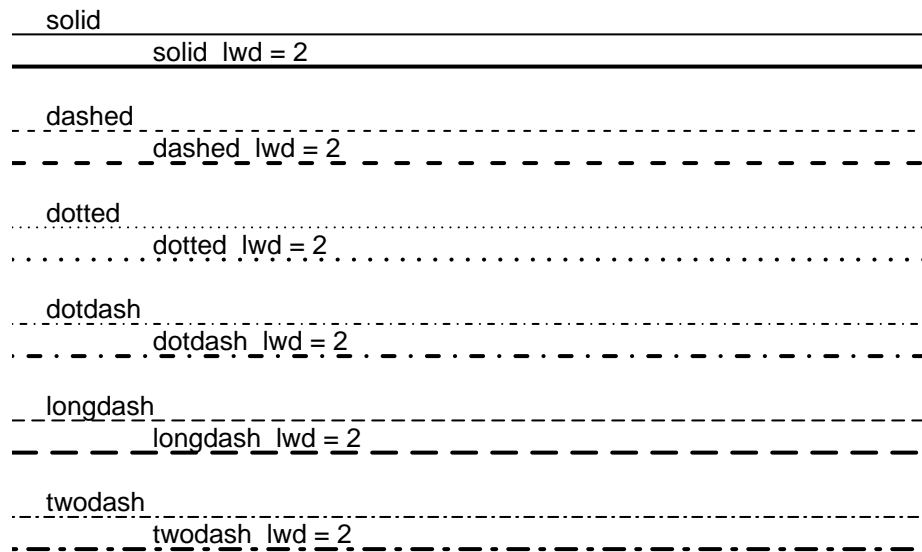 solid
solid lwd = 2
dashed
dashed lwd = 2
dotted
dotted lwd = 2
dotdash
dotdash lwd = 2
longdash
longdash lwd = 2
twodash
twodash lwd = 2